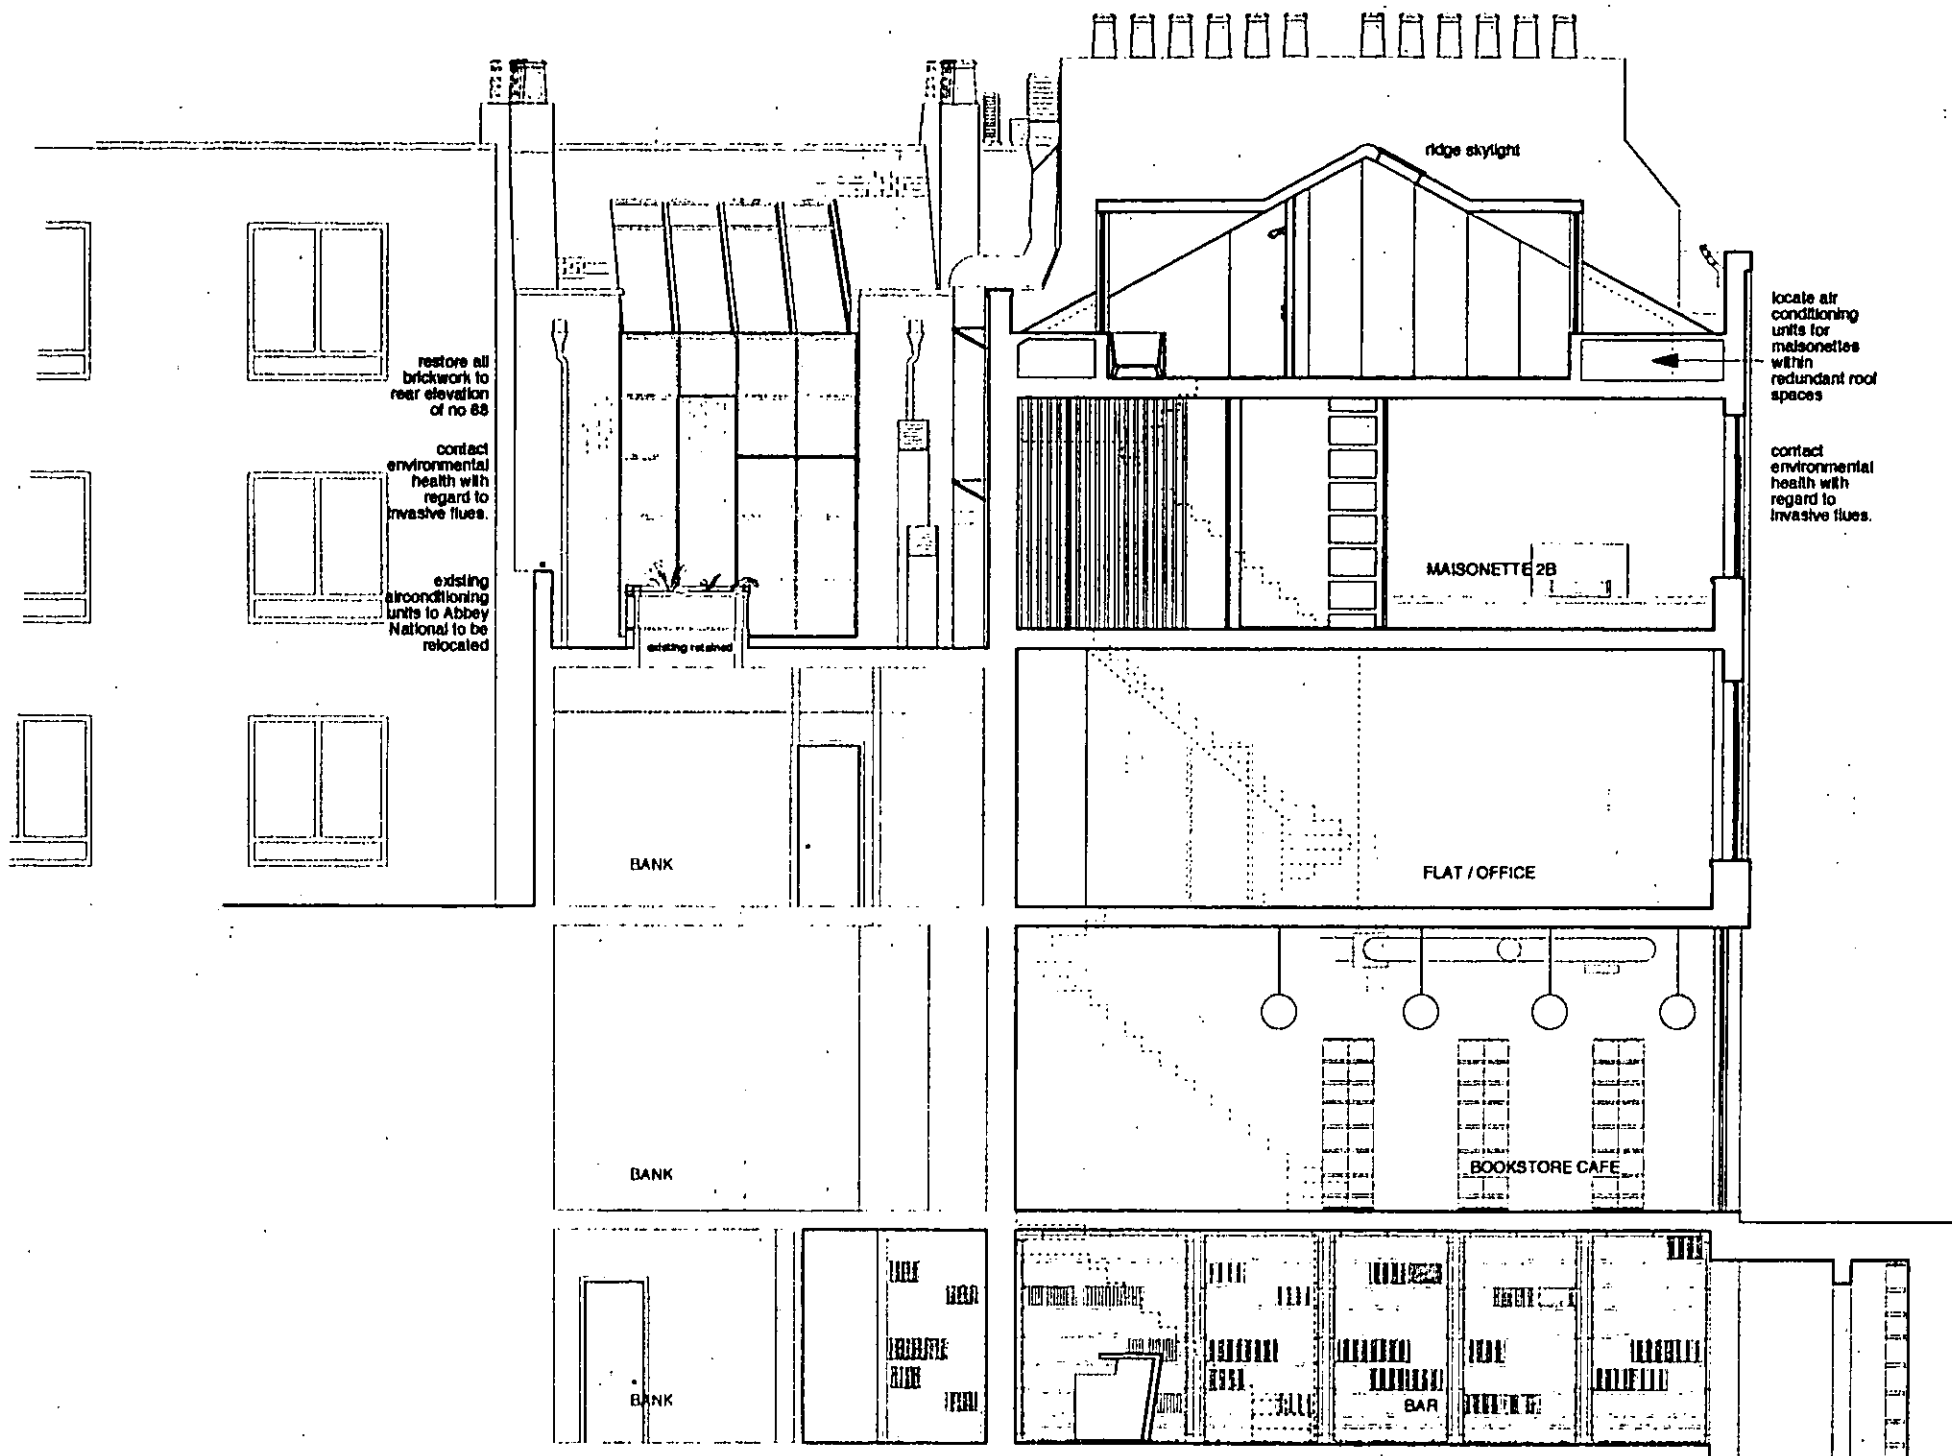 ridge skylight
locate air
conditioning
units for
maisonettes
within
redundant roof
spaces
restore all
brickwork to
rear elevation
of no 88
contact
environmental
health with
regard to
invasive flues.
contact
environmental
health with
regard to
invasive flues.
existing
airconditioning
units to Abbey
National to be
relocated
MAISONETTE 2B
existing retained
BANK
FLAT / OFFICE
BANK
BOOKSTORE CAFE
BANK
BAR